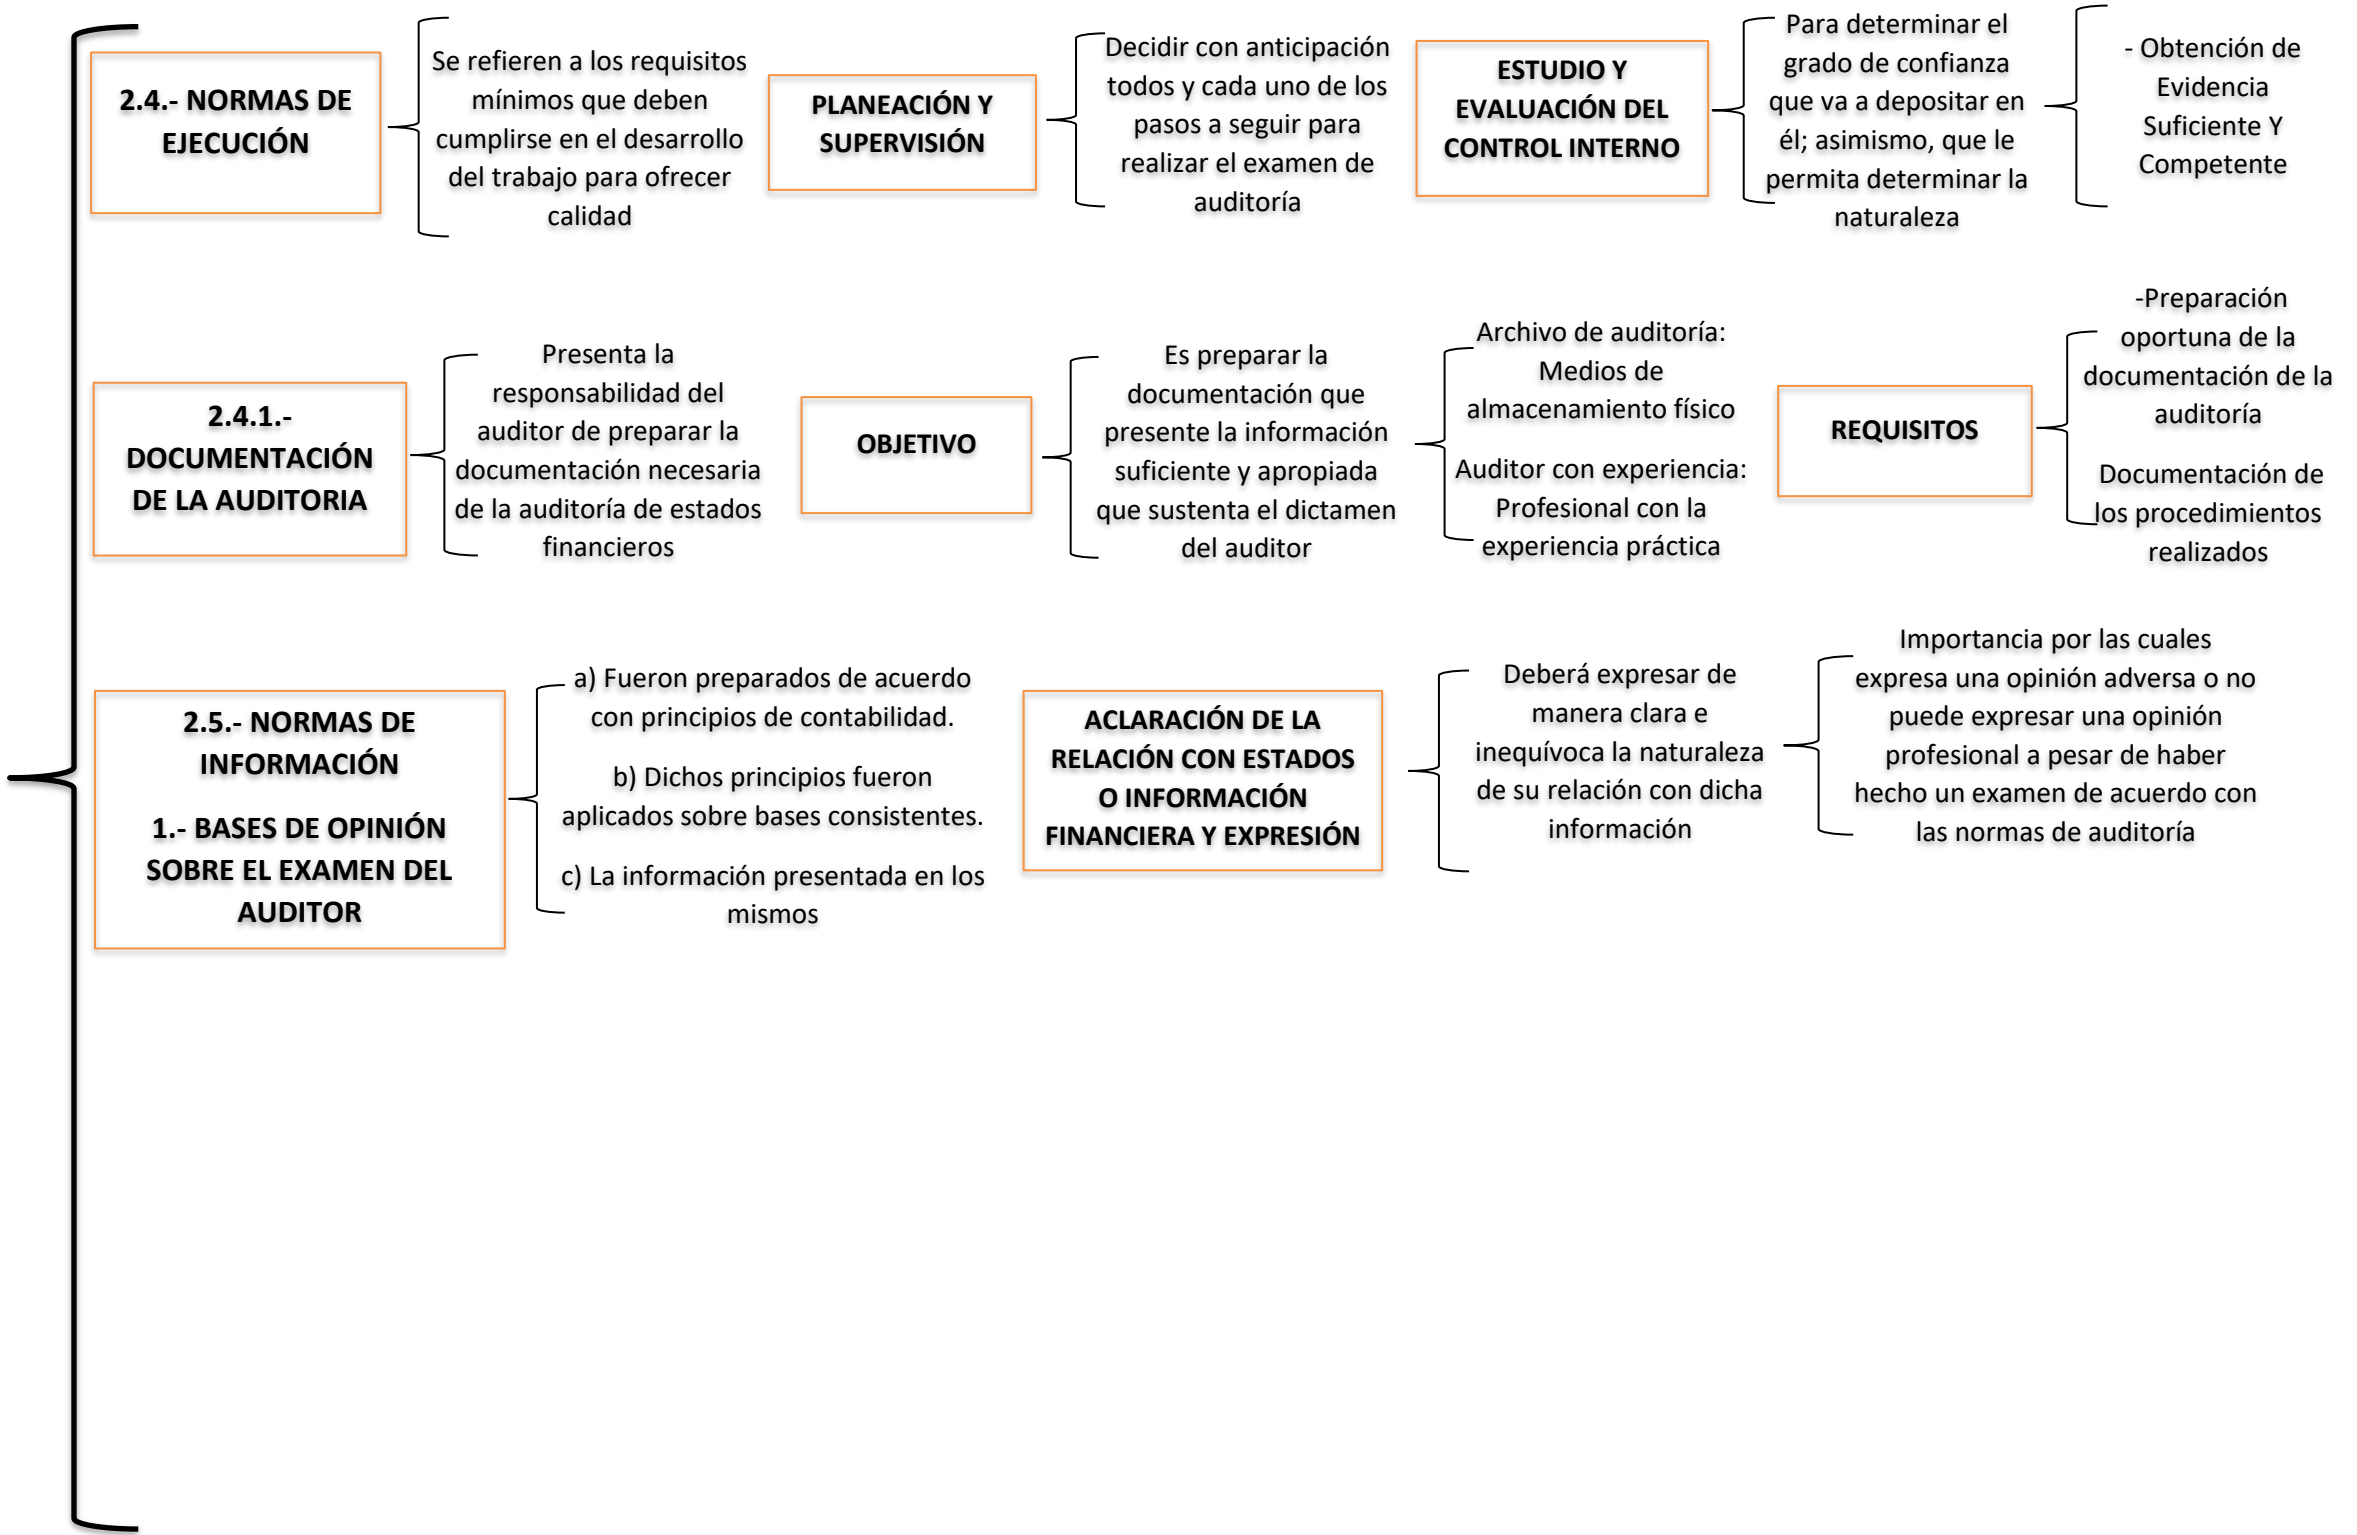 2.4.- NORMAS DE
EJECUCIÓN
Se refieren a los requisitos
mínimos que deben
cumplirse en el desarrollo
del trabajo para ofrecer
calidad
PLANEACIÓN Y
SUPERVISIÓN
Decidir con anticipación
todos y cada uno de los
pasos a seguir para
realizar el examen de
auditoría
ESTUDIO Y
EVALUACIÓN DEL
CONTROL INTERNO
Para determinar el
grado de confianza
que va a depositar en
él; asimismo, que le
permita determinar la
naturaleza
- Obtención de
Evidencia
Suficiente Y
Competente
2.4.1.-
DOCUMENTACIÓN
DE LA AUDITORIA
Presenta la
responsabilidad del
auditor de preparar la
documentación necesaria
de la auditoría de estados
financieros
OBJETIVO
Es preparar la
documentación que
presente la información
suficiente y apropiada
que sustenta el dictamen
del auditor
Archivo de auditoría:
Medios de
almacenamiento físico
Auditor con experiencia:
Profesional con la
experiencia práctica
REQUISITOS
-Preparación
oportuna de la
documentación de la
auditoría
Documentación de
los procedimientos
realizados
2.5.- NORMAS DE
INFORMACIÓN
1.- BASES DE OPINIÓN
SOBRE EL EXAMEN DEL
AUDITOR
a) Fueron preparados de acuerdo
con principios de contabilidad.
b) Dichos principios fueron
aplicados sobre bases consistentes.
c) La información presentada en los
mismos
ACLARACIÓN DE LA
RELACIÓN CON ESTADOS
O INFORMACIÓN
FINANCIERA Y EXPRESIÓN
Deberá expresar de
manera clara e
inequívoca la naturaleza
de su relación con dicha
información
Importancia por las cuales
expresa una opinión adversa o no
puede expresar una opinión
profesional a pesar de haber
hecho un examen de acuerdo con
las normas de auditoría